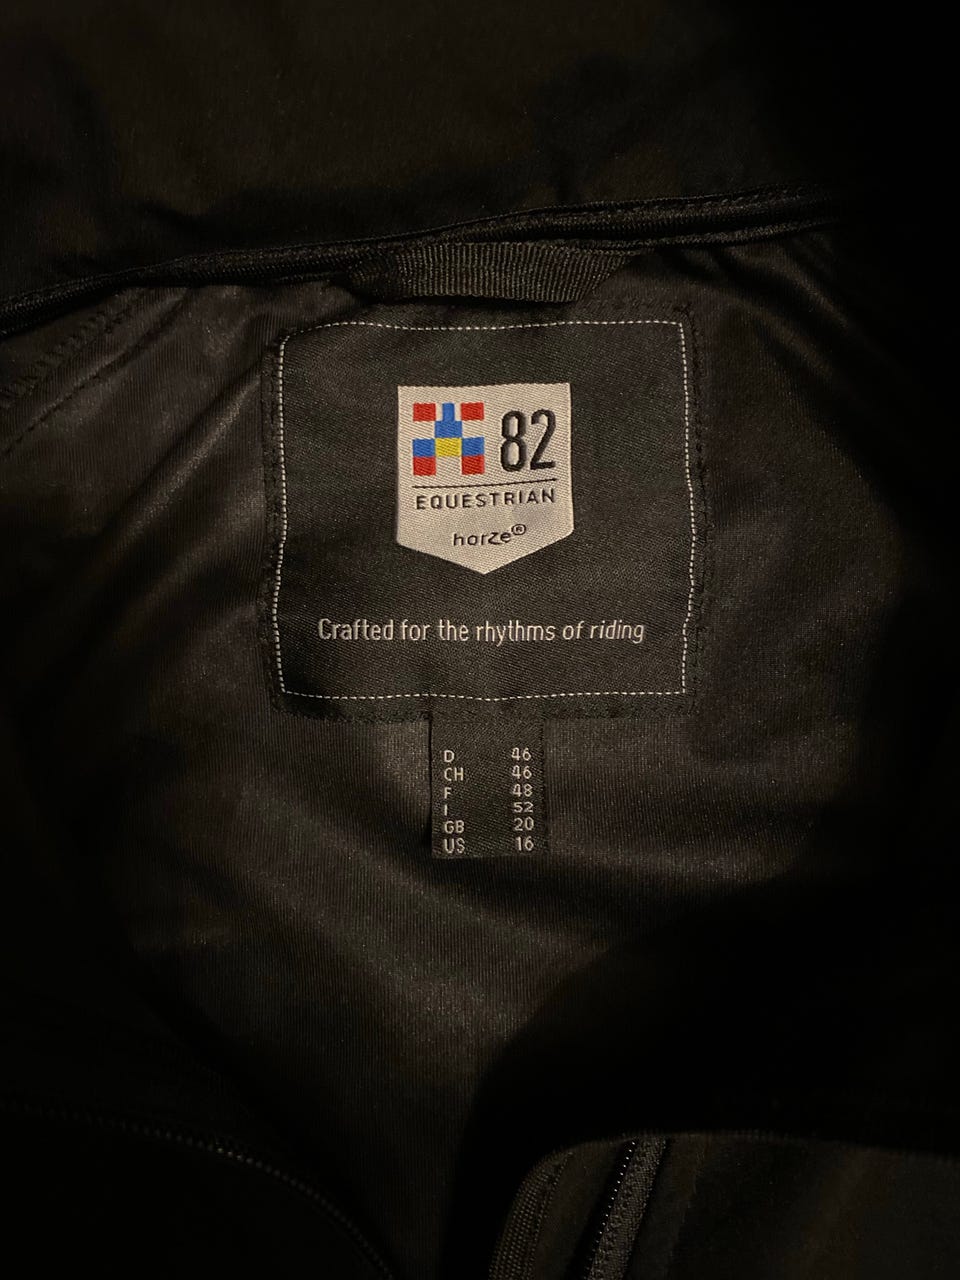 82
EQUESTRIAN
horze®
Crafted for the rhythms of riding
D 46
CH 46
F 48
I 52
GB 20
US 16